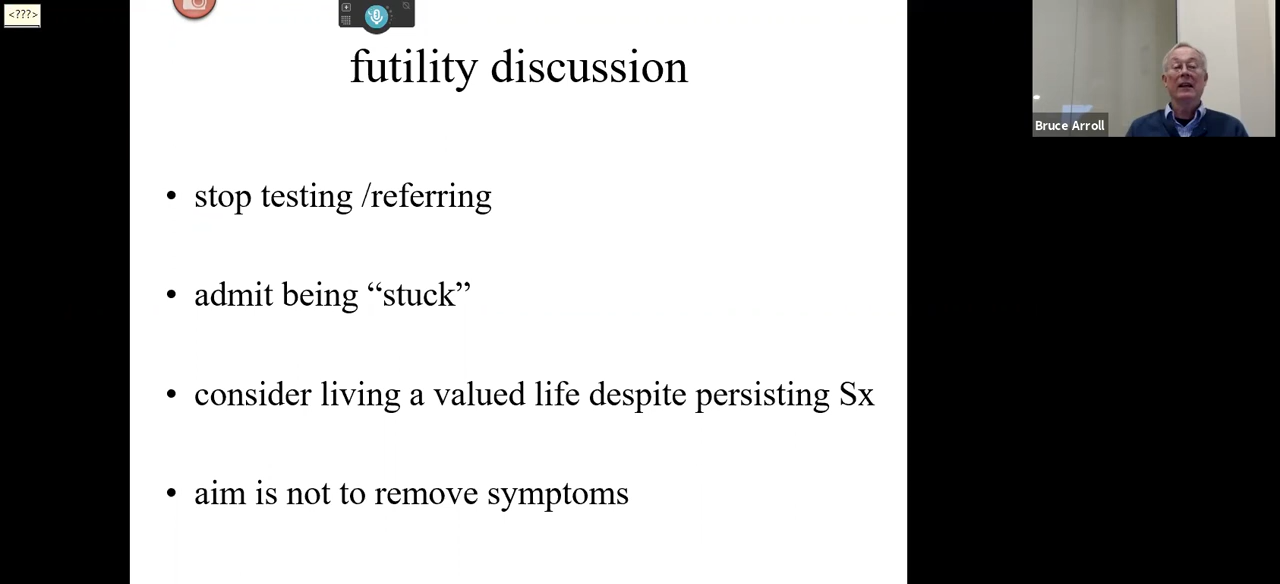 <???>
futility discussion
Bruce Arroll
• stop testing /referring
• admit being “stuck”
• consider living a valued life despite persisting Sx
• aim is not to remove symptoms